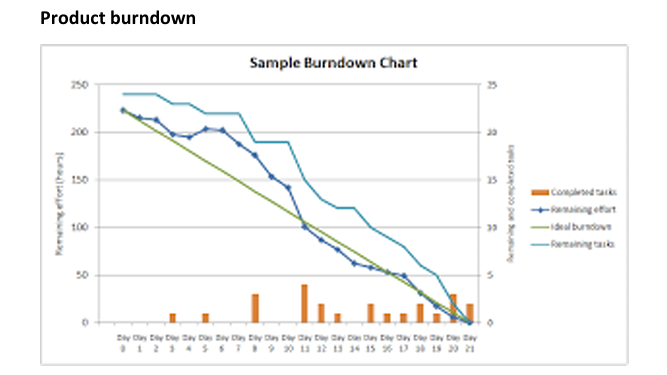 Product burndown
Sample Burndown Chart
250
200
150
100
50
0
25
20
15
10
5
0
Remaining effort (hours)
Remaining and completed tasks
Completed tasks
Remaining effort
Ideal burndown
Remaining tasks
Day Day Day Day Day Day Day Day Day Day Day Day Day Day Day Day Day Day Day Day Day Day
0 1 2 3 4 5 6 7 8 9 10 11 12 13 14 15 16 17 18 19 20 21